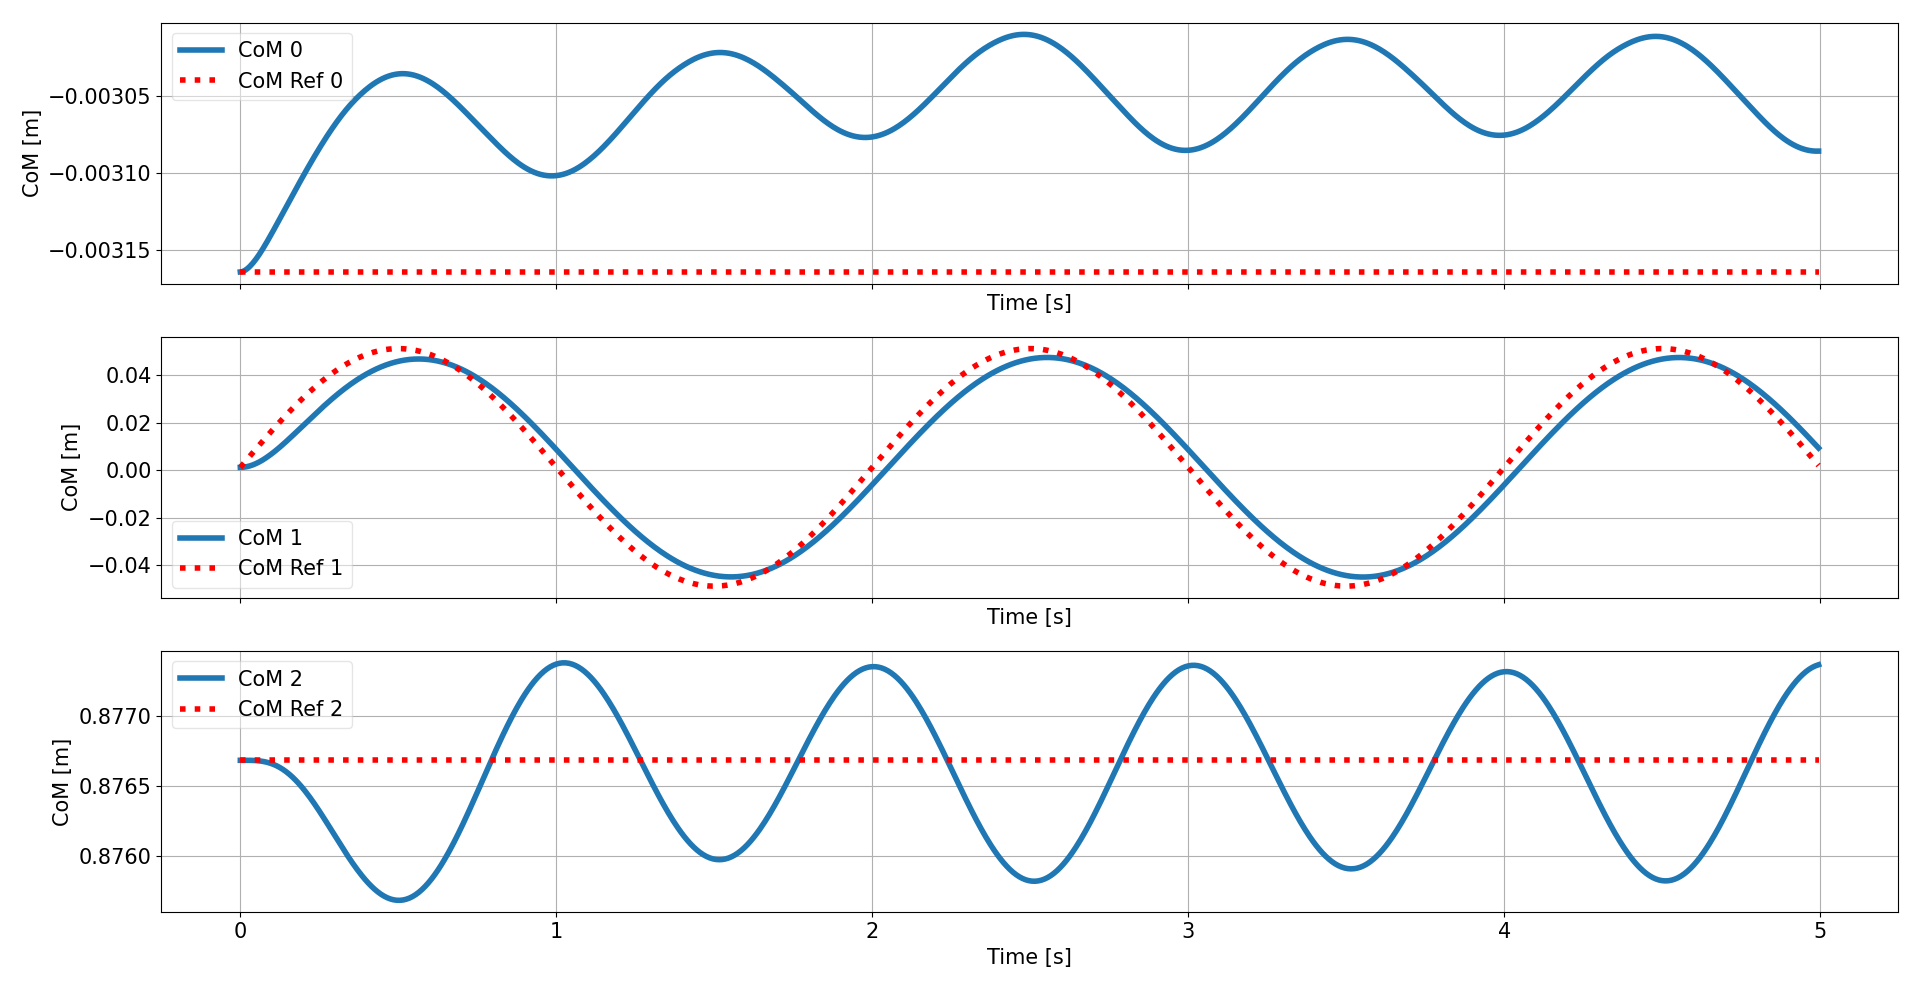 CoM 0
CoM Ref 0
−0.00305
−0.00310
−0.00315
CoM [m]
Time [s]
0.04
0.02
0.00
−0.02
−0.04
CoM [m]
CoM 1
CoM Ref 1
Time [s]
CoM 2
CoM Ref 2
0.8770
0.8765
0.8760
CoM [m]
0 1 2 3 4 5
Time [s]